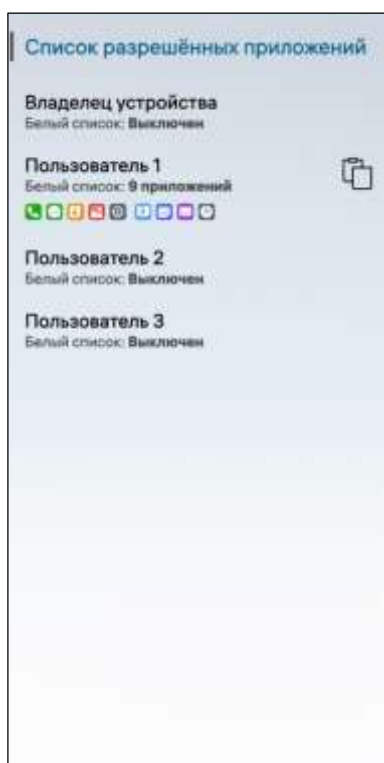 Список разрешённых приложений
Владелец устройства
Белый список: Выключен
Пользователь 1
Белый список: 9 приложений
Пользователь 2
Белый список: Выключен
Пользователь 3
Белый список: Выключен